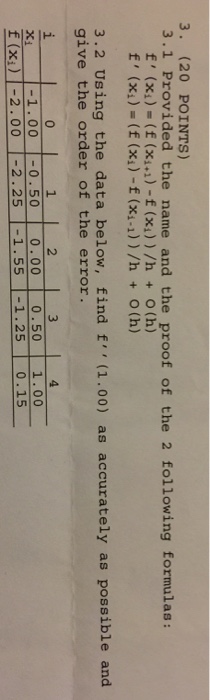 3. (20 POINTS)
3.1 Provided the name and the proof of the 2 following formulas:
f'(xᵢ)=(f(xᵢ₊₁)-f(xᵢ))/h + O(h)
f'(xᵢ)=(f(xᵢ)-f(xᵢ₋₁))/h + O(h)
3.2 Using the data below, find f''(1.00) as accurately as possible and
give the order of the error.
i 0 1 2 3 4
xᵢ -1.00 -0.50 0.00 0.50 1.00
f(xᵢ) -2.00 -2.25 -1.55 -1.25 0.15